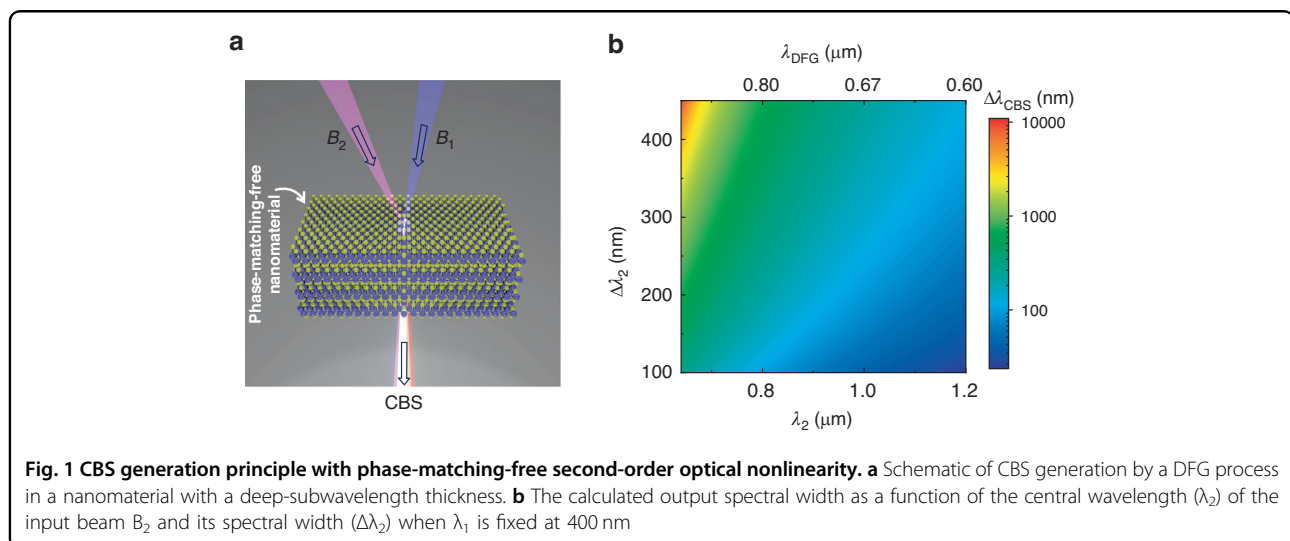 a
B2
B1
Phase-matching-free
nanomaterial
CBS
b
λDFG (μm)
0.80 0.67 0.60
ΔλCBS (nm)
10000
1000
100
Δλ2 (nm)
400
300
200
100
0.8 1.0 1.2
λ2 (μm)
Fig. 1 CBS generation principle with phase-matching-free second-order optical nonlinearity. a Schematic of CBS generation by a DFG process
in a nanomaterial with a deep-subwavelength thickness. b The calculated output spectral width as a function of the central wavelength (λ2) of the
input beam B2 and its spectral width (Δλ2) when λ1 is fixed at 400 nm